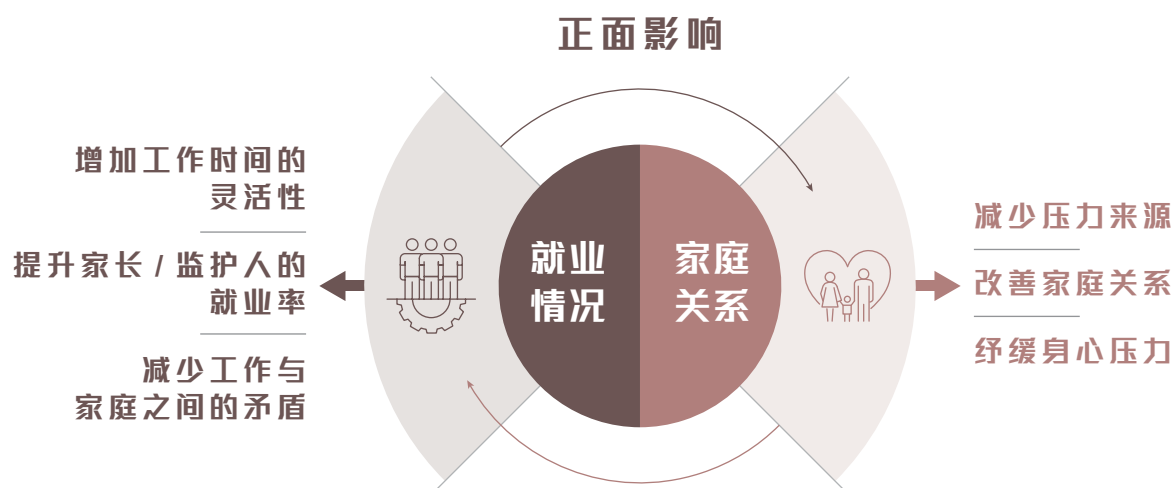 正面影响
增加工作时间的
灵活性
提升家长 / 监护人的
就业率
减少工作与
家庭之间的矛盾
就业
情况
家庭
关系
减少压力来源
改善家庭关系
纾缓身心压力